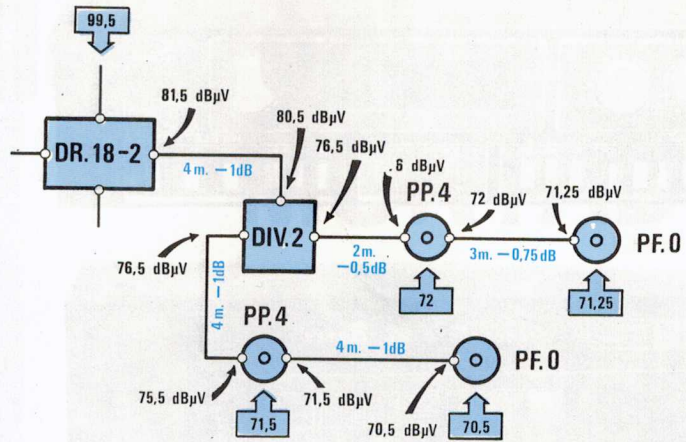 99,5
81,5 dBµV
80,5 dBµV
76,5 dBµV
.6 dBµV
PP.4
72 dBµV
71,25 dBµV
DR.18-2
4m. -1dB
DIV.2
2m.
-0,5dB
3m. -0,75dB
PF.0
76,5 dBµV
4m. -1dB
72
71,25
PP.4
4m. -1dB
PF.0
75,5 dBµV
71,5 dBµV
70,5 dBµV
71,5
70,5